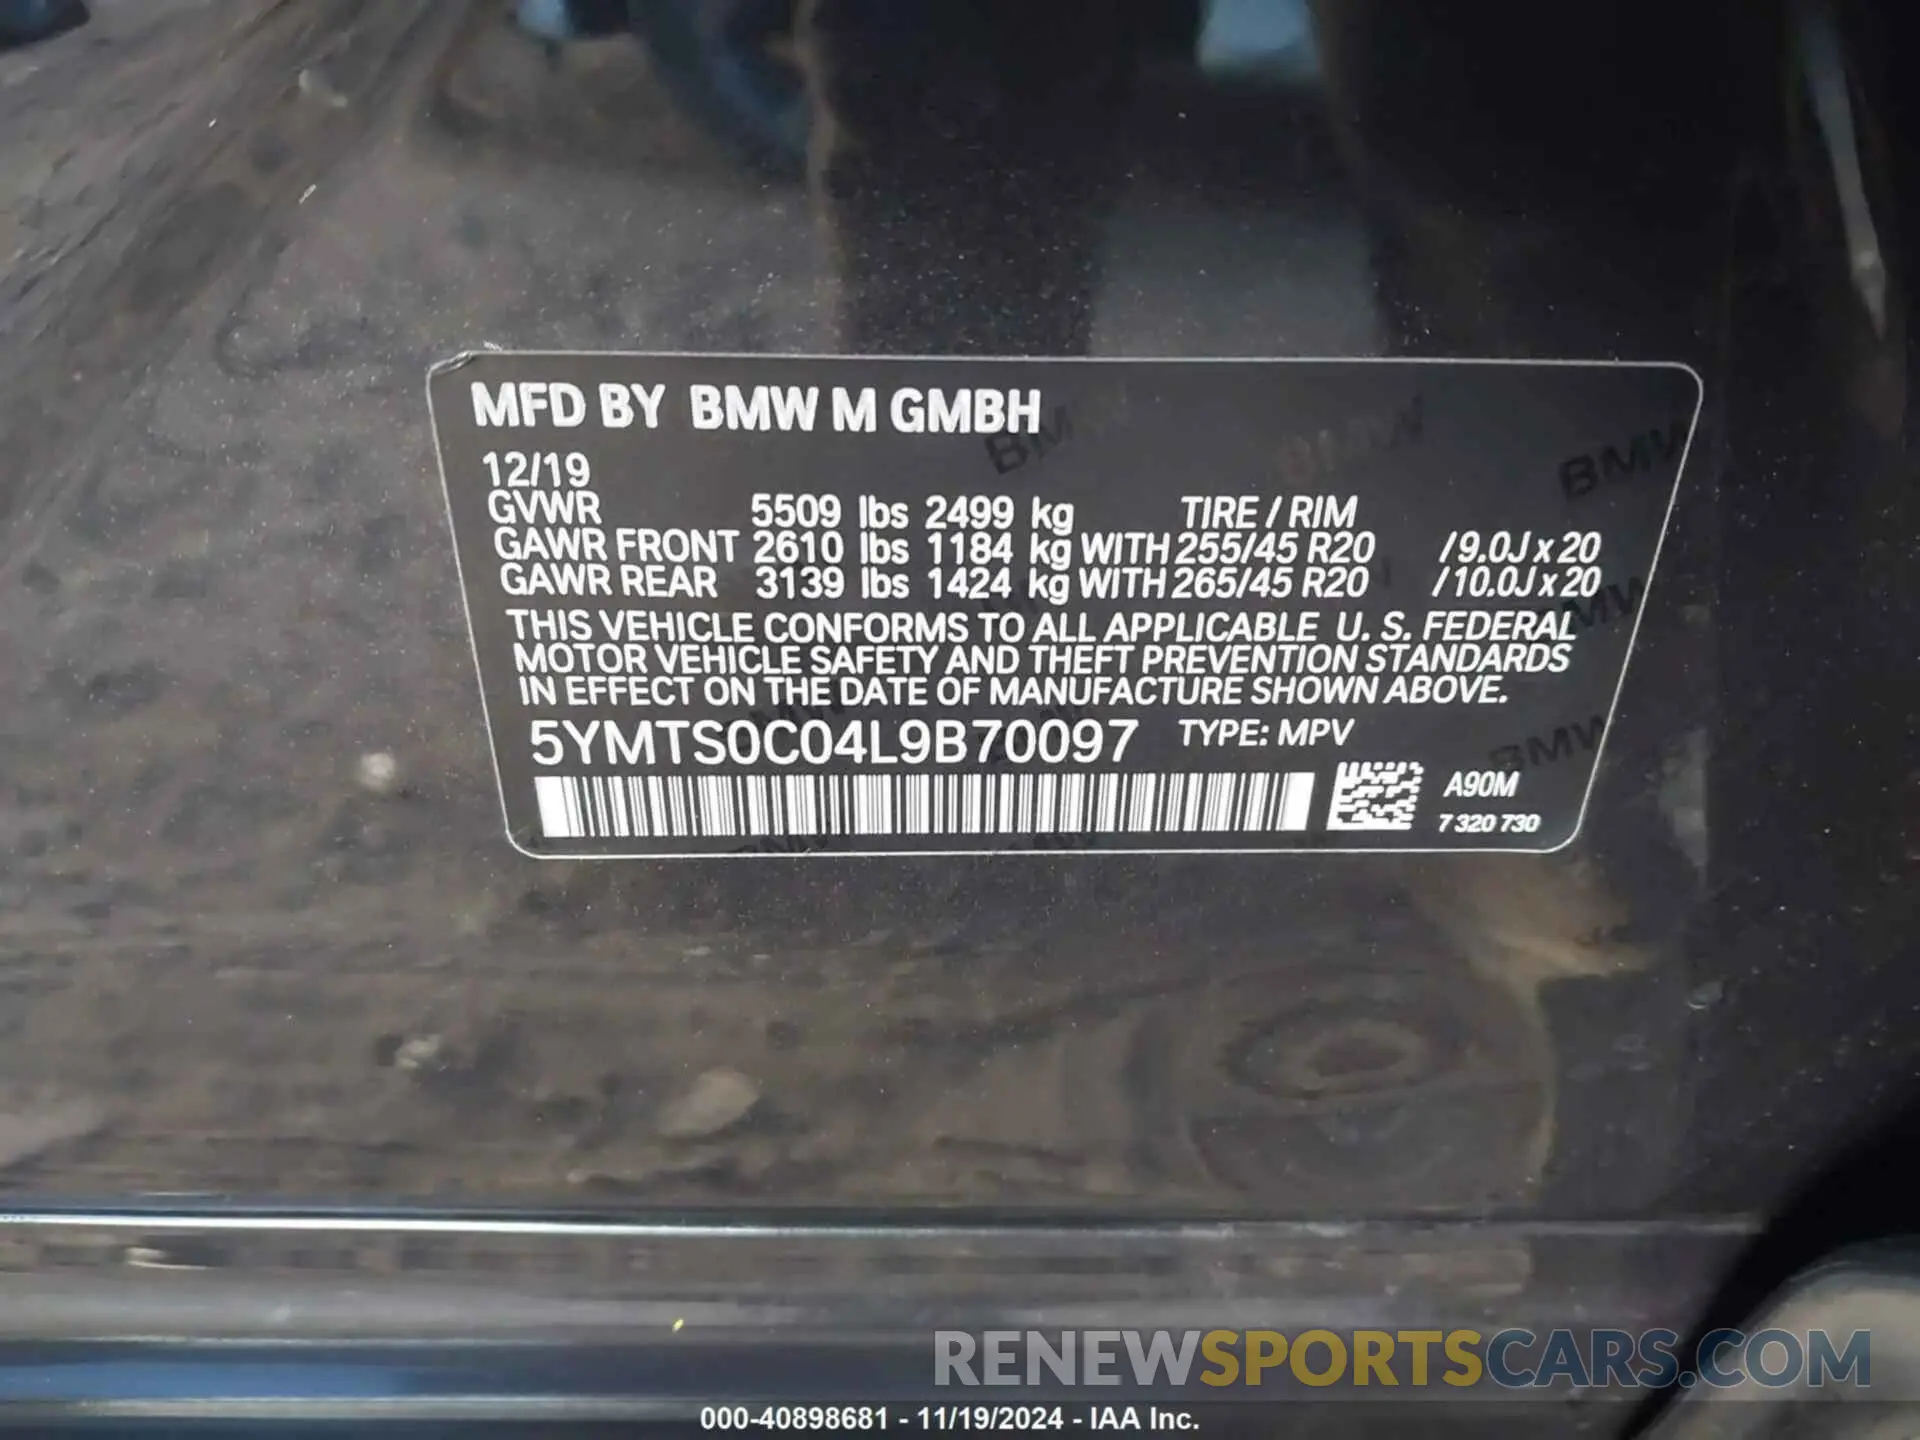 MFD BY BMW M GMBH
12/19
GVWR 5509 lbs 2499 kg TIRE / RIM
GAWR FRONT 2610 lbs 1184 kg WITH 255/45 R20 /9.0J x 20
GAWR REAR 3139 lbs 1424 kg WITH 265/45 R20 /10.0J x 20
THIS VEHICLE CONFORMS TO ALL APPLICABLE U. S. FEDERAL
MOTOR VEHICLE SAFETY AND THEFT PREVENTION STANDARDS
IN EFFECT ON THE DATE OF MANUFACTURE SHOWN ABOVE.
5YMTS0C04L9B70097 TYPE: MPV
A90M
7 320 730
RENEWSPORTSCARS.COM
000-40898681 - 11/19/2024 - IAA Inc.